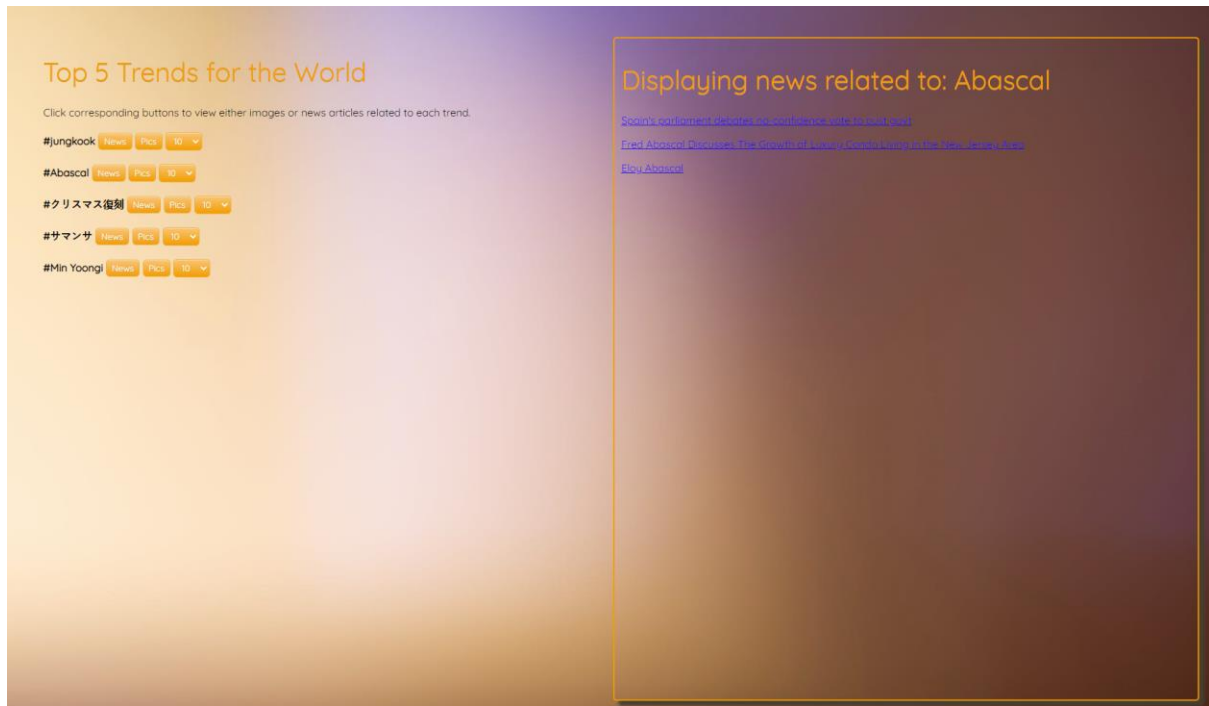 Top 5 Trends for the World
Click corresponding buttons to view either images or news articles related to each trend.
#jungkook News Pics 10
#Abascal News Pics 10
#クリスマス復刻 News Pics 10
#サマンサ News Pics 10
#Min Yoongi News Pics 10
Displaying news related to: Abascal
Spain's parliament debates no-confidence vote to oust govt
Fred Abascal Discusses The Growth of Luxury Condo Living in the New Jersey Area
Eloy Abascal